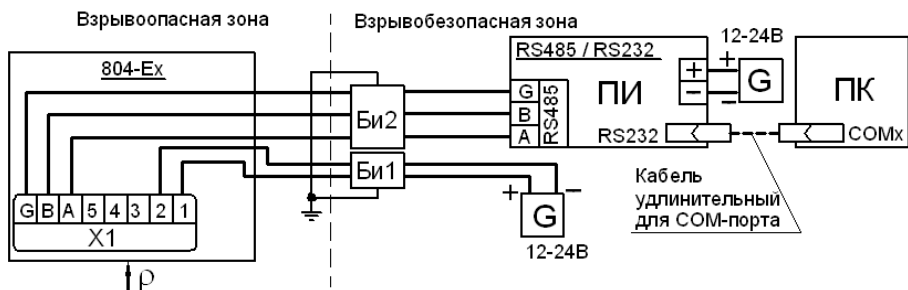 Взрывоопасная зона
Взрывобезопасная зона
804-Ex
RS485 / RS232
12-24В
G
B
A
RS485
ПИ
+
−
+
−
G
ПК
RS232
COMx
Би2
Би1
G B A 5 4 3 2 1
X1
+
−
G
12-24В
Кабель
удлинительный
для COM-порта
ρ